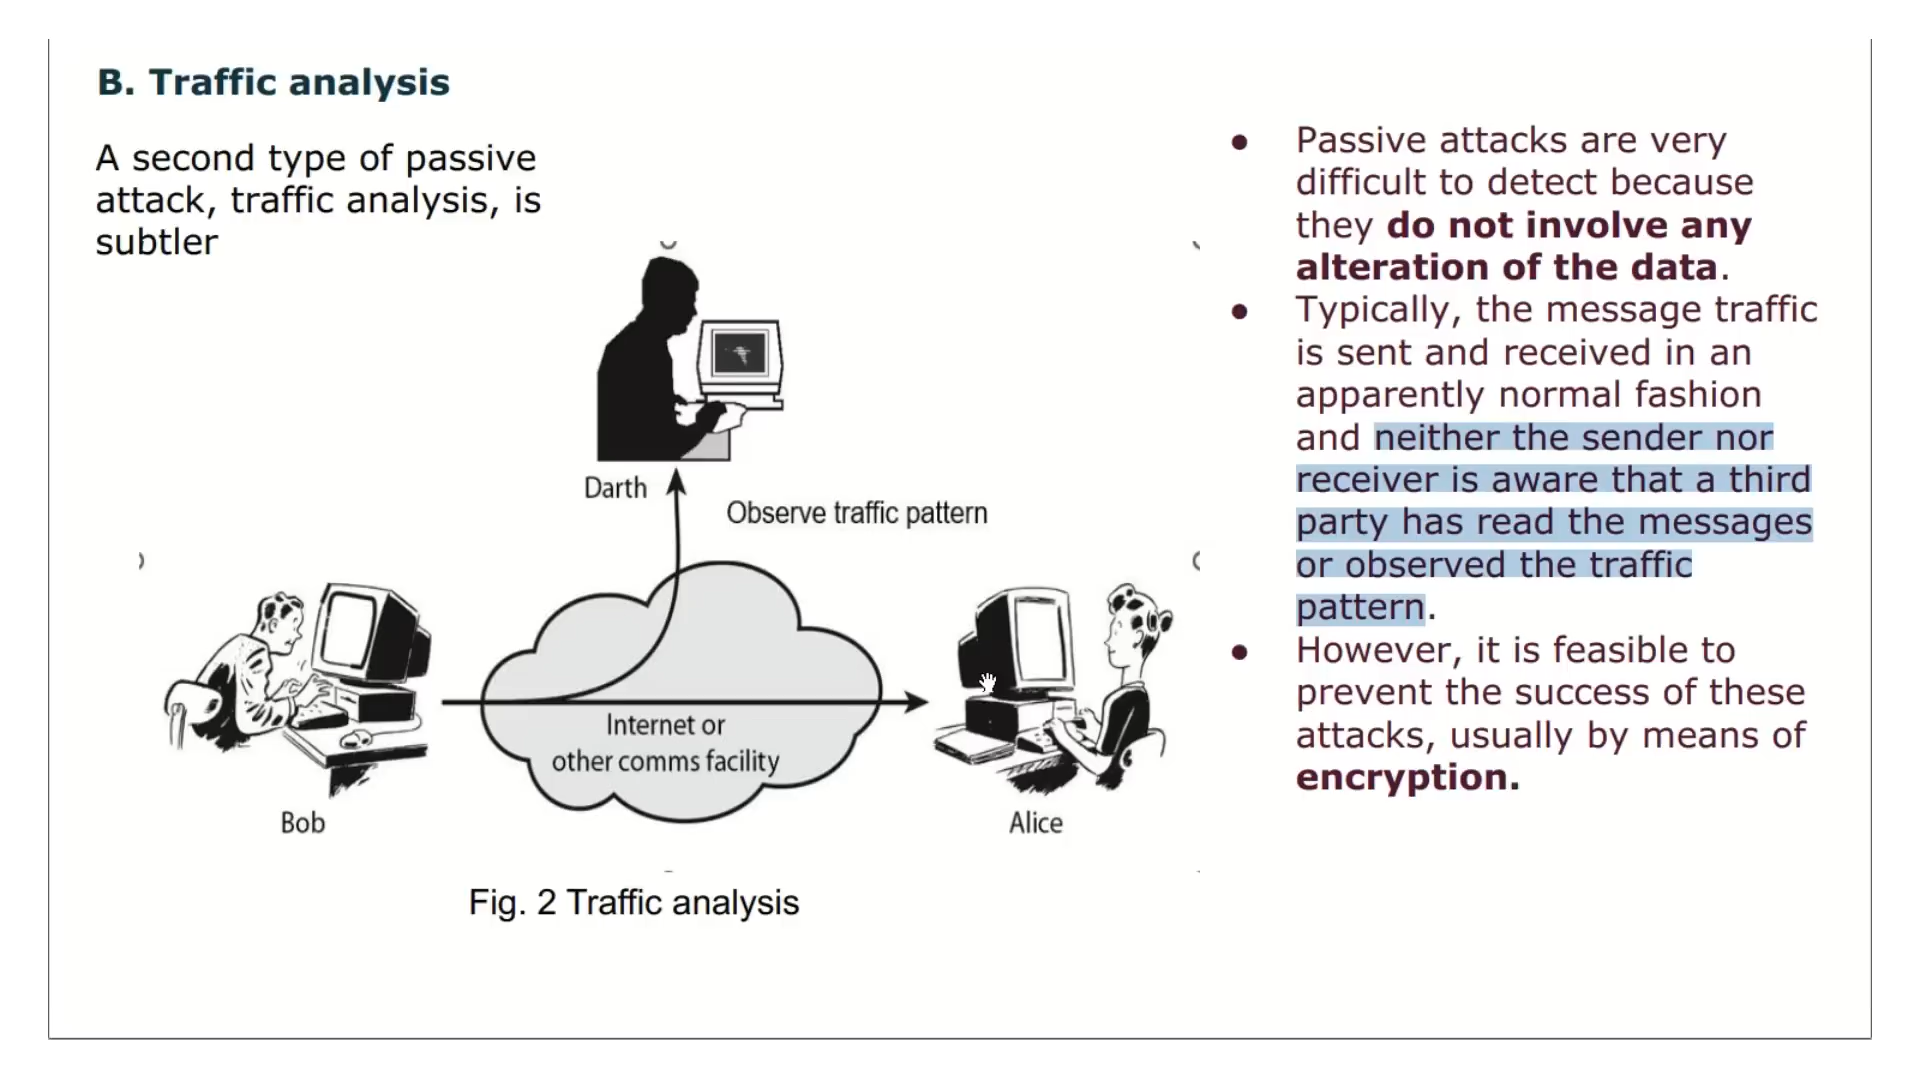 B. Traffic analysis
A second type of passive
attack, traffic analysis, is
subtler
Darth
Observe traffic pattern
Internet or
other comms facility
Bob
Alice
Fig. 2 Traffic analysis
● Passive attacks are very
difficult to detect because
they do not involve any
alteration of the data.
● Typically, the message traffic
is sent and received in an
apparently normal fashion
and neither the sender nor
receiver is aware that a third
party has read the messages
or observed the traffic
pattern.
● However, it is feasible to
prevent the success of these
attacks, usually by means of
encryption.